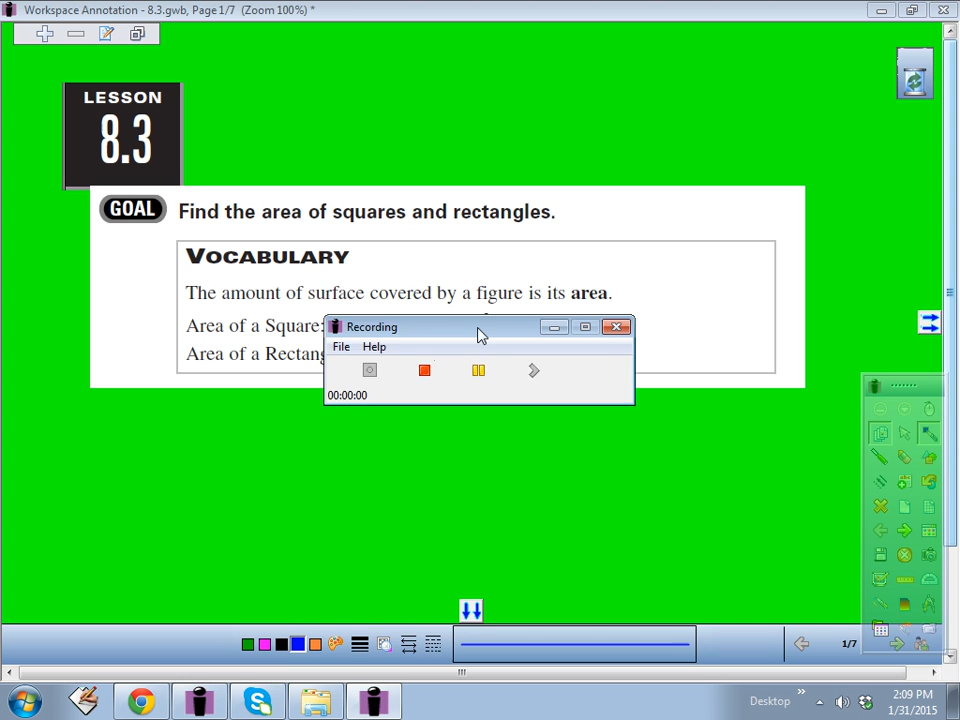 Workspace Annotation - 8.3.gwb, Page 1/7 (Zoom 100%) *
LESSON
8.3
GOAL Find the area of squares and rectangles.
VOCABULARY
The amount of surface covered by a figure is its area.
Area of a Square:
Area of a Rectang
Recording
File Help
00:00:00
1/7
Desktop
2:09 PM
1/31/2015